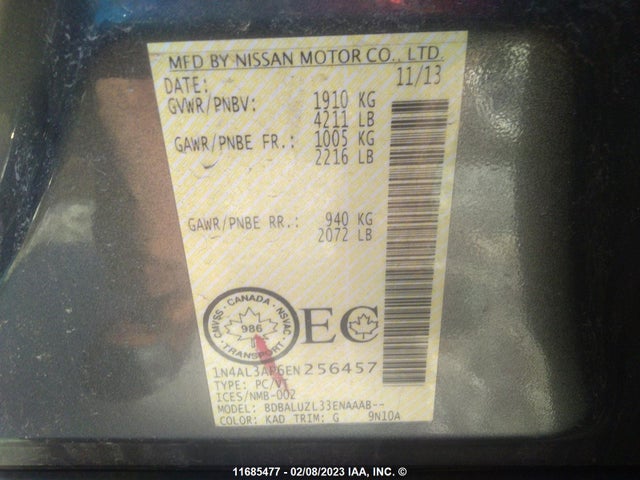 MFD BY NISSAN MOTOR CO., LTD.
DATE: 11/13
GVWR/PNBV: 1910 KG
4211 LB
GAWR/PNBE FR.: 1005 KG
2216 LB
GAWR/PNBE RR.: 940 KG
2072 LB
CMVSS · CANADA · NSVAC
986
· TRANSPORT ·
EC
1N4AL3AP6EN256457
TYPE: PC/VT
ICES/NMB-002
MODEL: BDBALUZL33ENAAAB--
COLOR: KAD TRIM: G 9N10A
11685477 - 02/08/2023 IAA, INC. ©